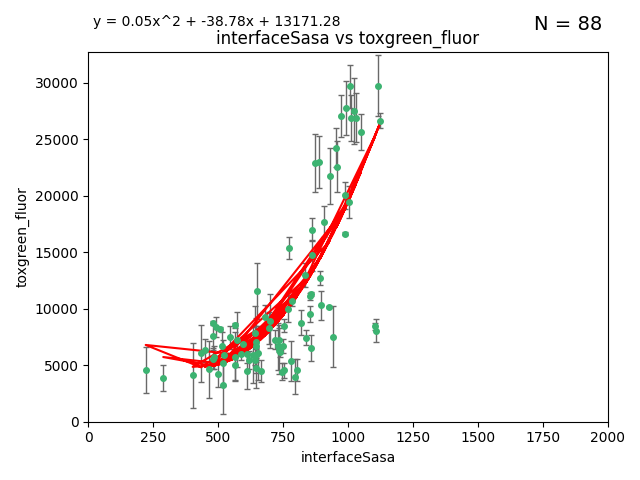 y = 0.05x^2 + -38.78x + 13171.28
N = 88
interfaceSasa vs toxgreen_fluor
30000
25000
20000
15000
10000
5000
0
toxgreen_fluor
0 250 500 750 1000 1250 1500 1750 2000
interfaceSasa